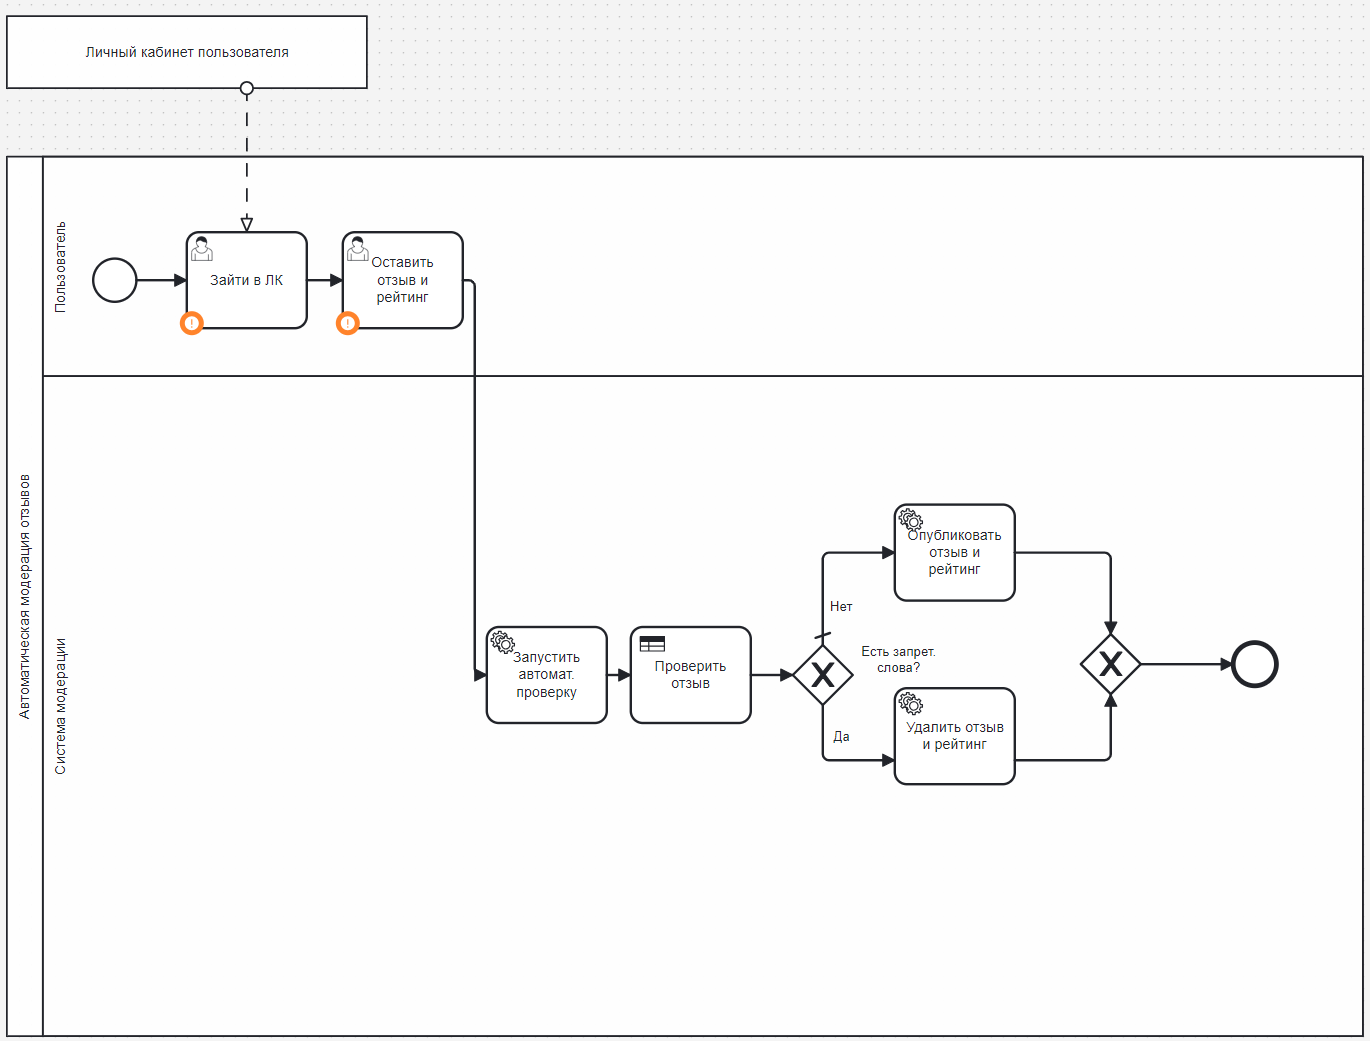 Личный кабинет пользователя
Автоматическая модерация отзывов
Пользователь
Зайти в ЛК
Оставить
отзыв и
рейтинг
Система модерации
Запустить
автомат.
проверку
Проверить
отзыв
Есть запрет.
слова?
Нет
Опубликовать
отзыв и
рейтинг
Да
Удалить отзыв
и рейтинг